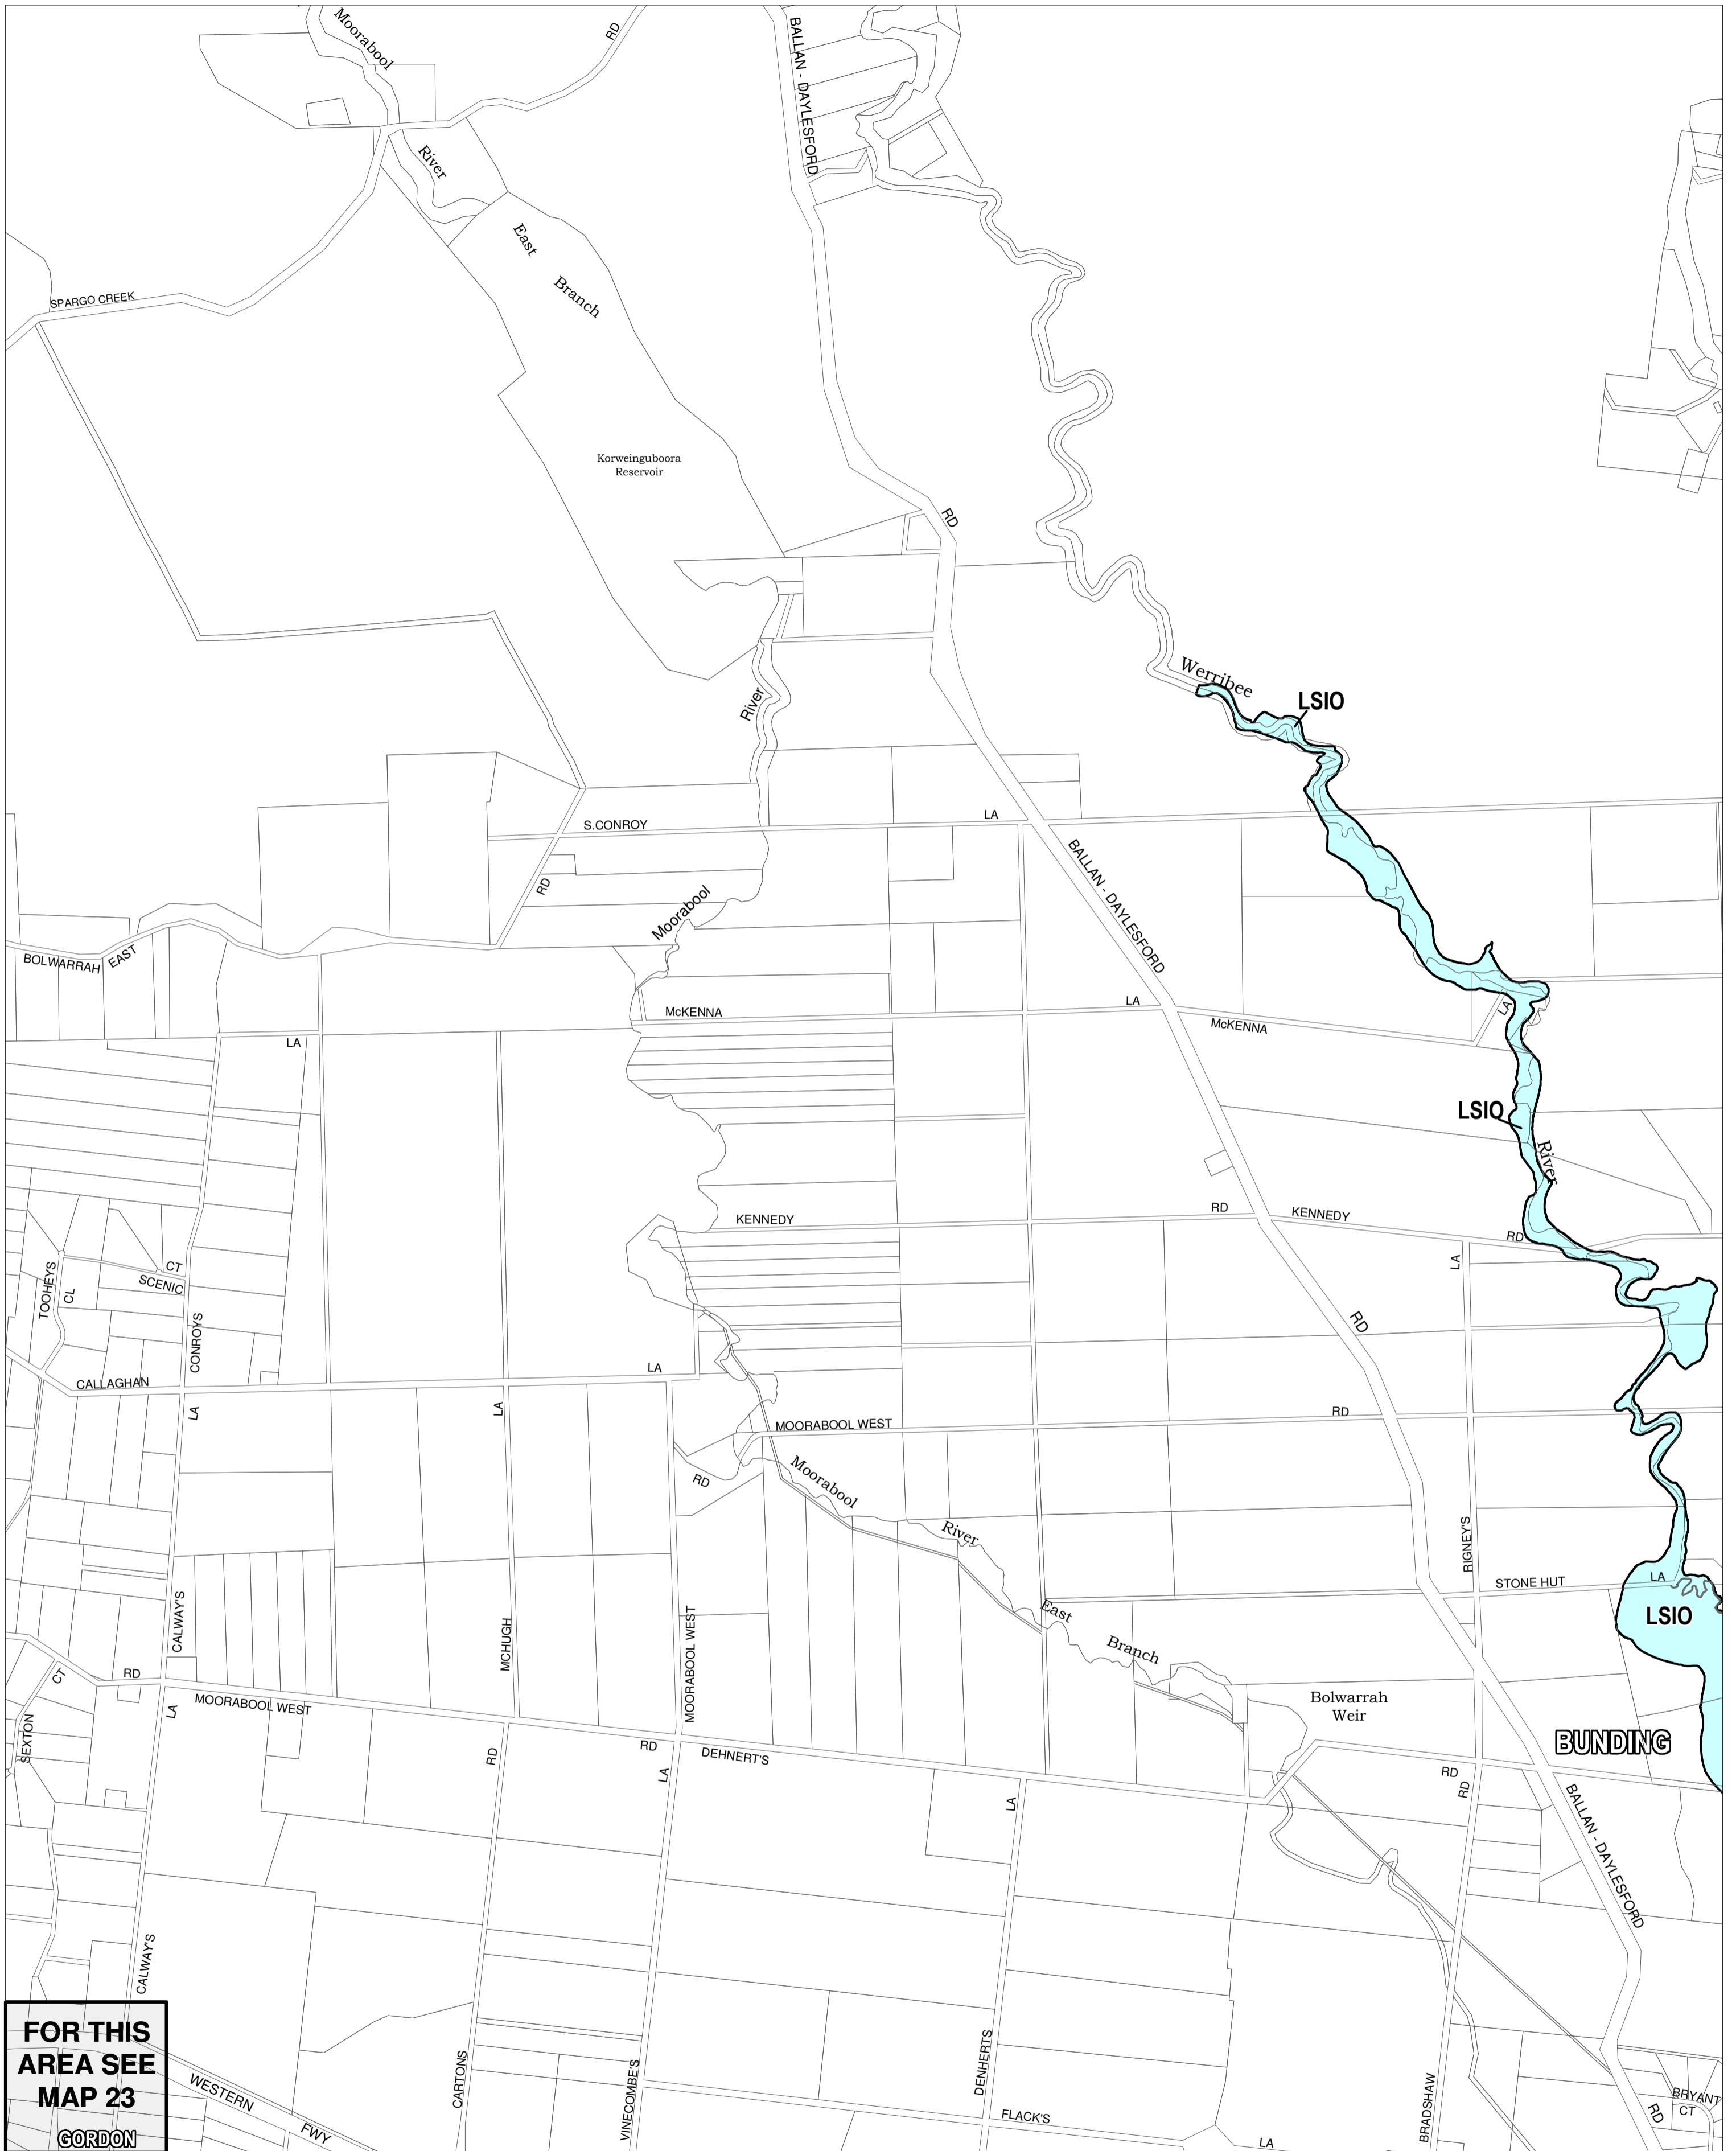 Moorabool
RD
BALLAN - DAYLESFORD
River
East
Branch
SPARGO CREEK
Korweinguboora
Reservoir
RD
Werribee
LSIO
River
S.CONROY
LA
BALLAN - DAYLESFORD
RD
Moorabool
BOLWARRAH
EAST
McKENNA
LA
McKENNA
LA
LA
LSIO
River
KENNEDY
RD
KENNEDY
RD
LA
CT
SCENIC
TOOHEYS
CL
CONROYS
RD
LA
CALLAGHAN
LA
LA
MOORABOOL WEST
RD
RD
Moorabool
River
RIGNEY'S
STONE HUT
LA
LSIO
East
Branch
CALWAY'S
MCHUGH
MOORABOOL WEST
CT
RD
LA
MOORABOOL WEST
SEXTON
Bolwarrah
Weir
BUNDING
RD
RD
LA
DEHNERT'S
LA
RD
RD
BALLAN - DAYLESFORD
CALWAY'S
FOR THIS
AREA SEE
MAP 23
GORDON
WESTERN
FWY
CARTONS
VINECOMBE'S
DENHERTS
FLACK'S
LA
BRADSHAW
RD
BRYANT
CT